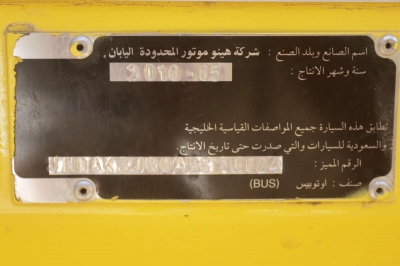 اسم الصانع وبلد الصنع : شركة هينو موتور المحدودة اليابان.
سنة وشهر الانتاج : 2010-05
تطابق هذه السيارة جميع المواصفات القياسية الخليجية
والسعودية للسيارات والتي صدرت حتى تاريخ الانتاج.
الرقم المميز :
صنف : اوتوبيس (BUS)